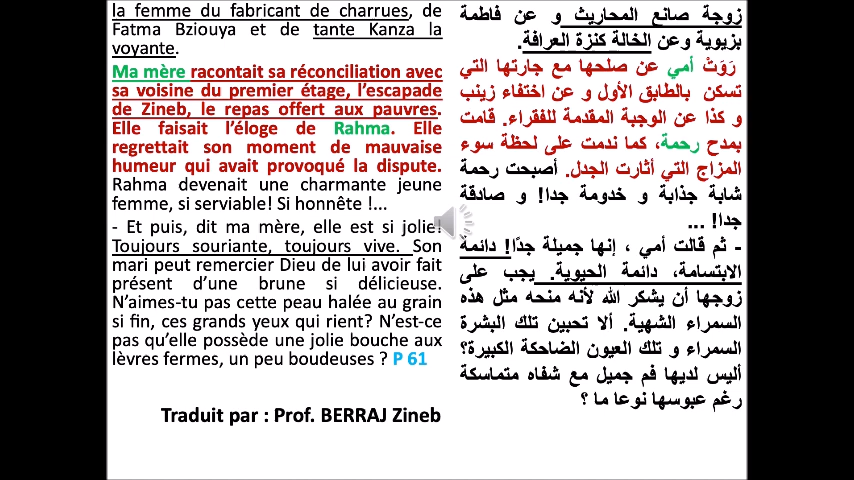 la femme du fabricant de charrues, de
Fatma Bziouya et de tante Kanza la
voyante.
Ma mère racontait sa réconciliation avec
sa voisine du premier étage, l’escapade
de Zineb, le repas offert aux pauvres.
Elle faisait l’éloge de Rahma. Elle
regrettait son moment de mauvaise
humeur qui avait provoqué la dispute.
Rahma devenait une charmante jeune
femme, si serviable! Si honnête !...
- Et puis, dit ma mère, elle est si jolie!
Toujours souriante, toujours vive. Son
mari peut remercier Dieu de lui avoir fait
présent d’une brune si délicieuse.
N’aimes-tu pas cette peau halée au grain
si fin, ces grands yeux qui rient? N’est-ce
pas qu’elle possède une jolie bouche aux
lèvres fermes, un peu boudeuses ? P 61
Traduit par : Prof. BERRAJ Zineb
زوجة صانع المحاريث و عن فاطمة
بزيوية وعن الخالة كنزة العرافة.
رَوَتْ أمي عن صلحها مع جارتها التي
تسكن بالطابق الأول و عن اختفاء زينب
و كذا عن الوجبة المقدمة للفقراء. قامت
بمدح رحمة، كما ندمت على لحظة سوء
المزاج التي أثارت الجدل. أصبحت رحمة
شابة جذابة و خدومة جدا! و صادقة
جدا! ...
- ثم قالت أمي ، إنها جميلة جدًا! دائمة
الابتسامة، دائمة الحيوية. يجب على
زوجها أن يشكر الله لأنه منحه مثل هذه
السمراء الشهية. ألا تحبين تلك البشرة
السمراء و تلك العيون الضاحكة الكبيرة؟
أليس لديها فم جميل مع شفاه متماسكة
رغم عبوسها نوعا ما ؟